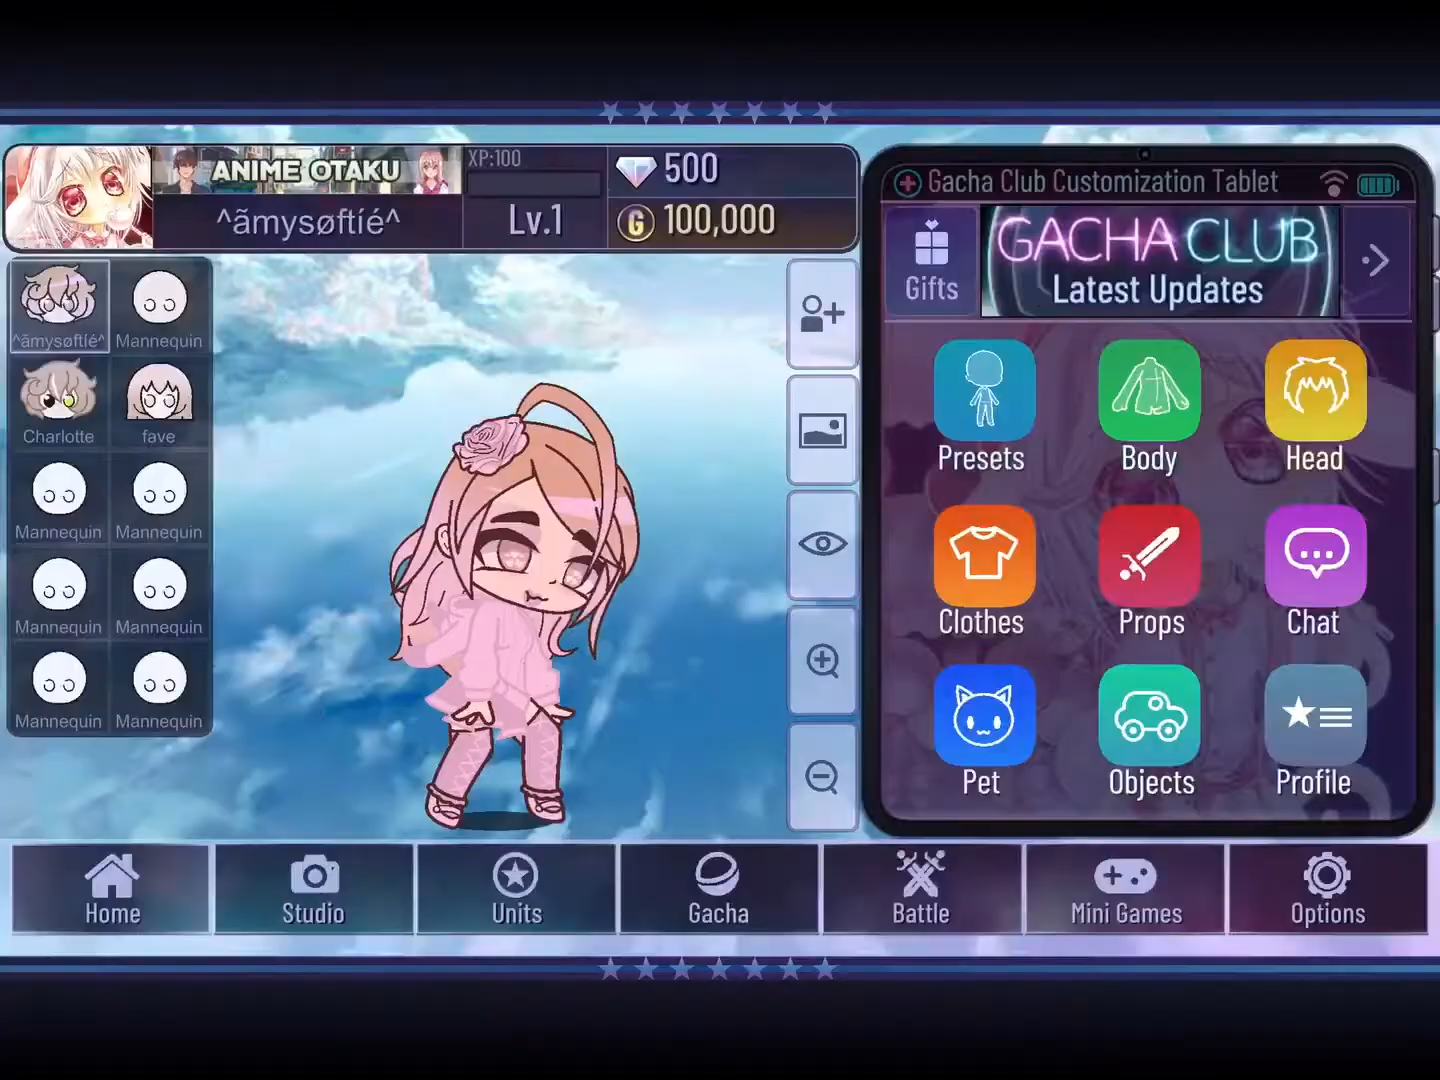 ANIME OTAKU
^ãmysøftíé^
XP:100
Lv.1
500
G 100,000
^ãmysøftíé^
Mannequin
Charlotte
fave
Mannequin
Mannequin
Mannequin
Mannequin
Mannequin
Mannequin
Gacha Club Customization Tablet
Gifts
GACHA CLUB
Latest Updates
Presets
Body
Head
Clothes
Props
Chat
Pet
Objects
Profile
Home
Studio
Units
Gacha
Battle
Mini Games
Options